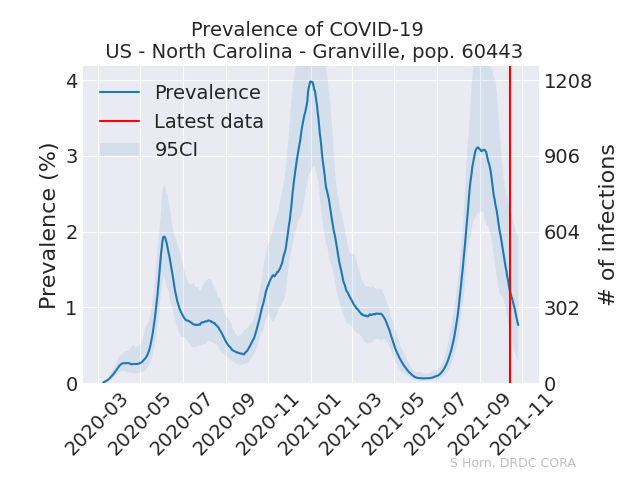 Prevalence of COVID-19
US - North Carolina - Granville, pop. 60443
Prevalence
Latest data
95CI
Prevalence (%)
4
3
2
1
0
1208
906
604
302
0
# of infections
2020-03
2020-05
2020-07
2020-09
2020-11
2021-01
2021-03
2021-05
2021-07
2021-09
2021-11
S Horn, DRDC CORA